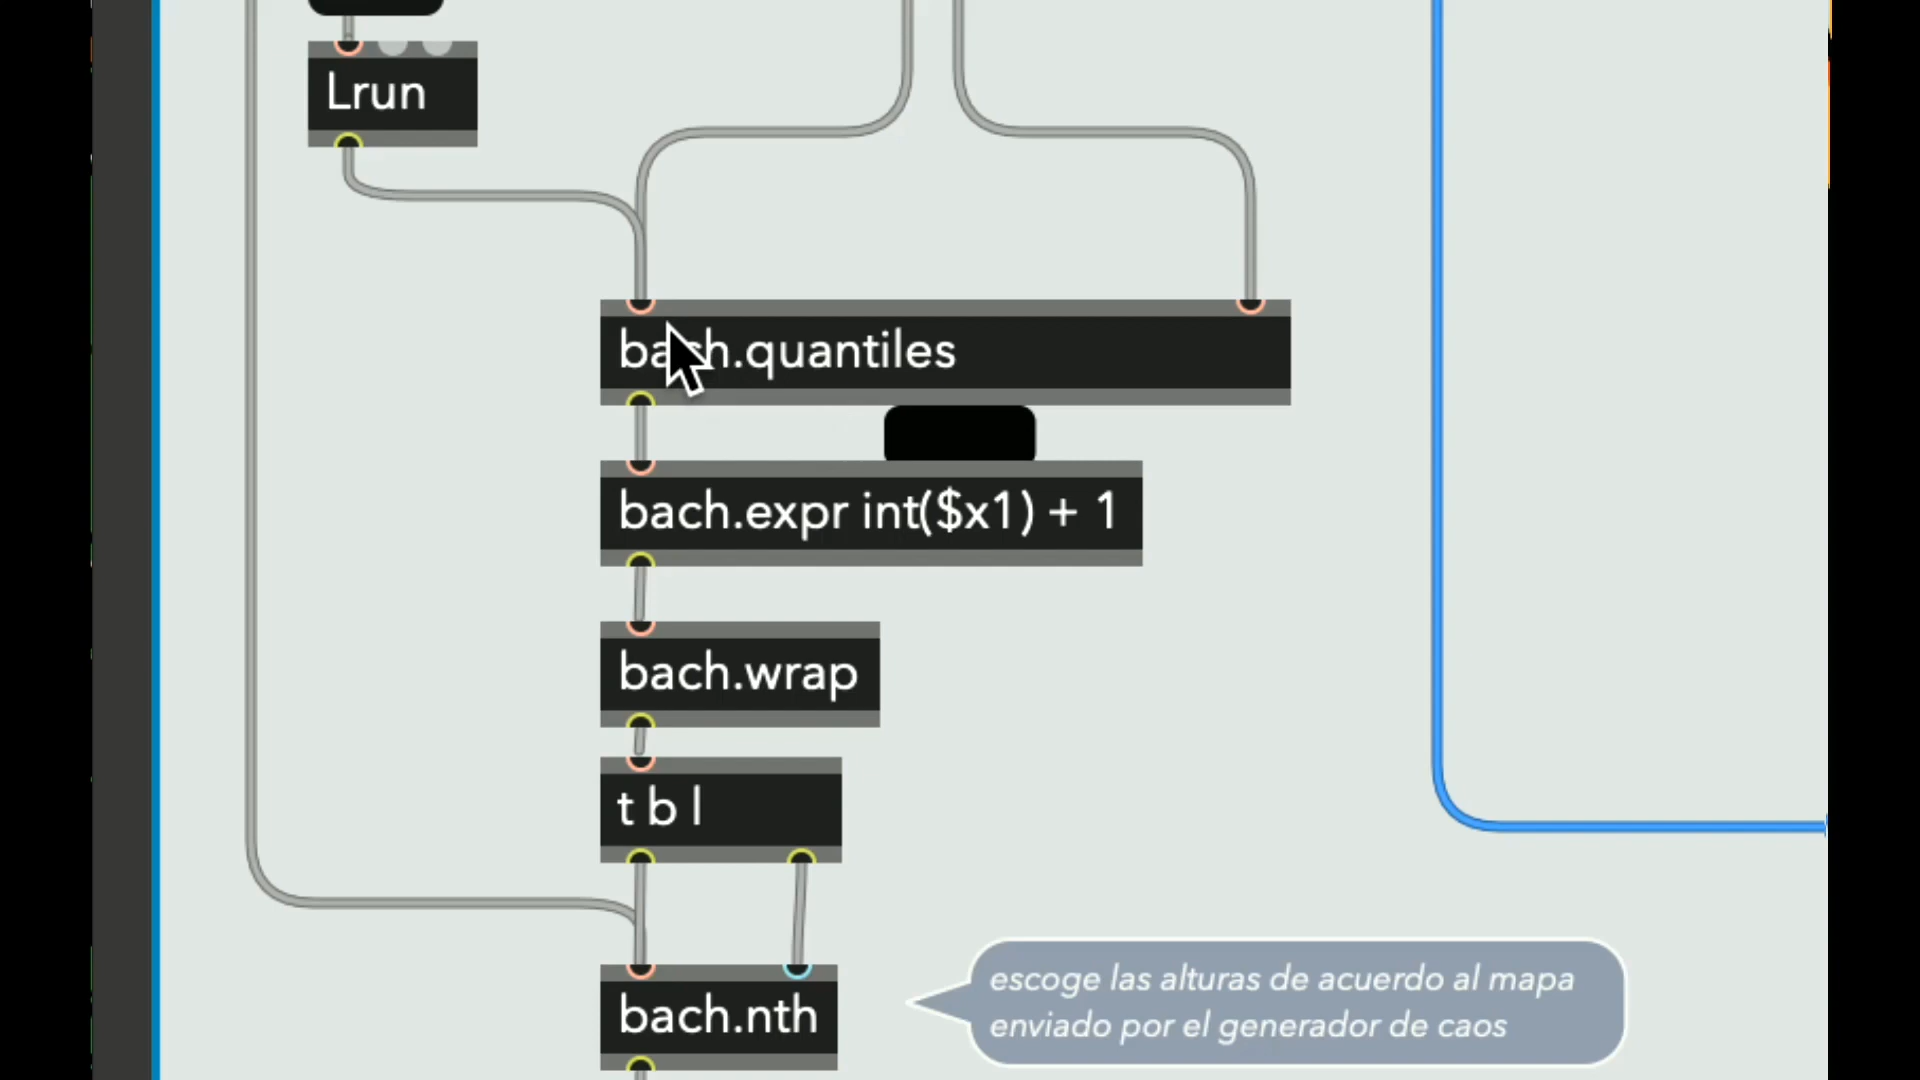 Lrun
bach.quantiles
bach.expr int($x1) + 1
bach.wrap
t b l
bach.nth
escoge las alturas de acuerdo al mapa
enviado por el generador de caos